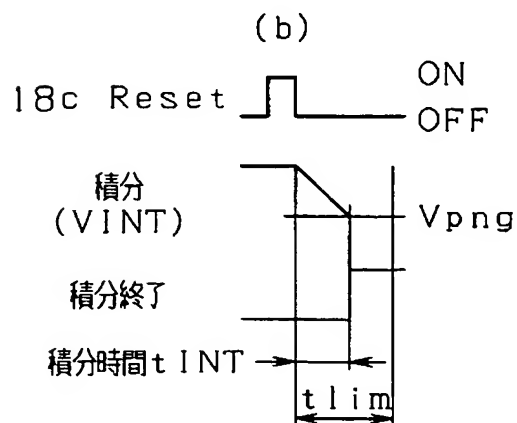 (b)
ON
18c Reset
OFF
積分
(VINT)
Vpng
積分終了
積分時間tINT
tlim